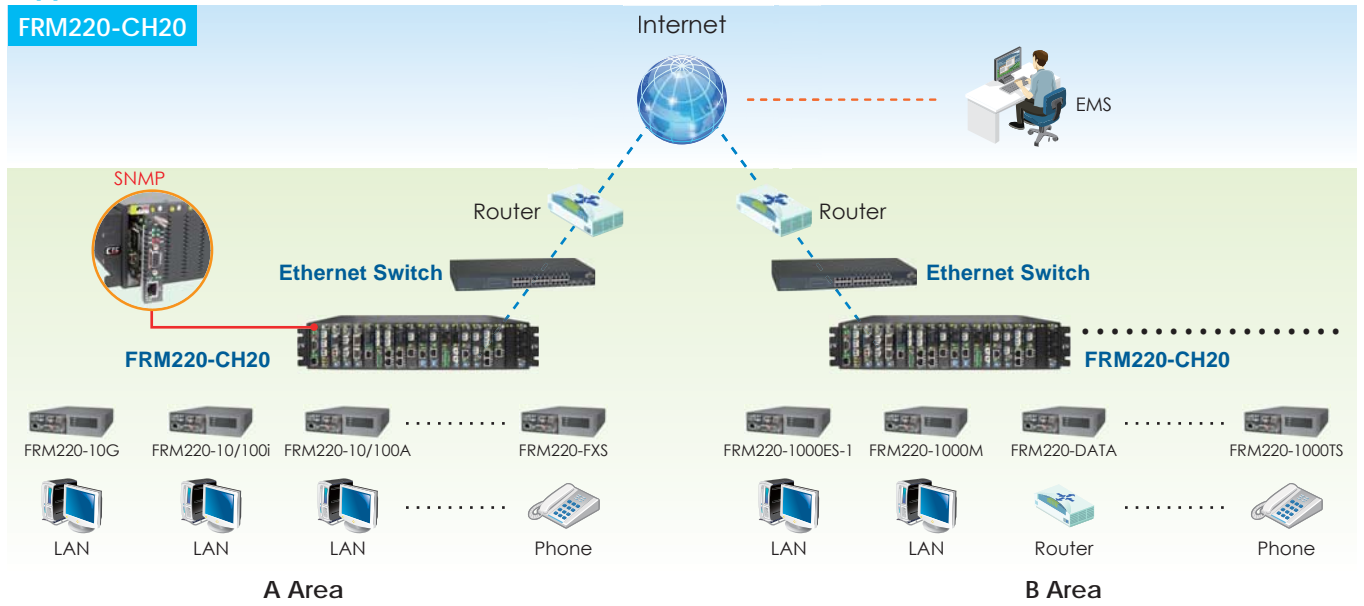 FRM220-CH20
Internet
EMS
SNMP
Router
Router
Ethernet Switch
Ethernet Switch
FRM220-CH20
FRM220-CH20
FRM220-10G
FRM220-10/100i
FRM220-10/100A
FRM220-FXS
FRM220-1000ES-1
FRM220-1000M
FRM220-DATA
FRM220-1000TS
LAN
LAN
LAN
Phone
LAN
LAN
Router
Phone
A Area
B Area